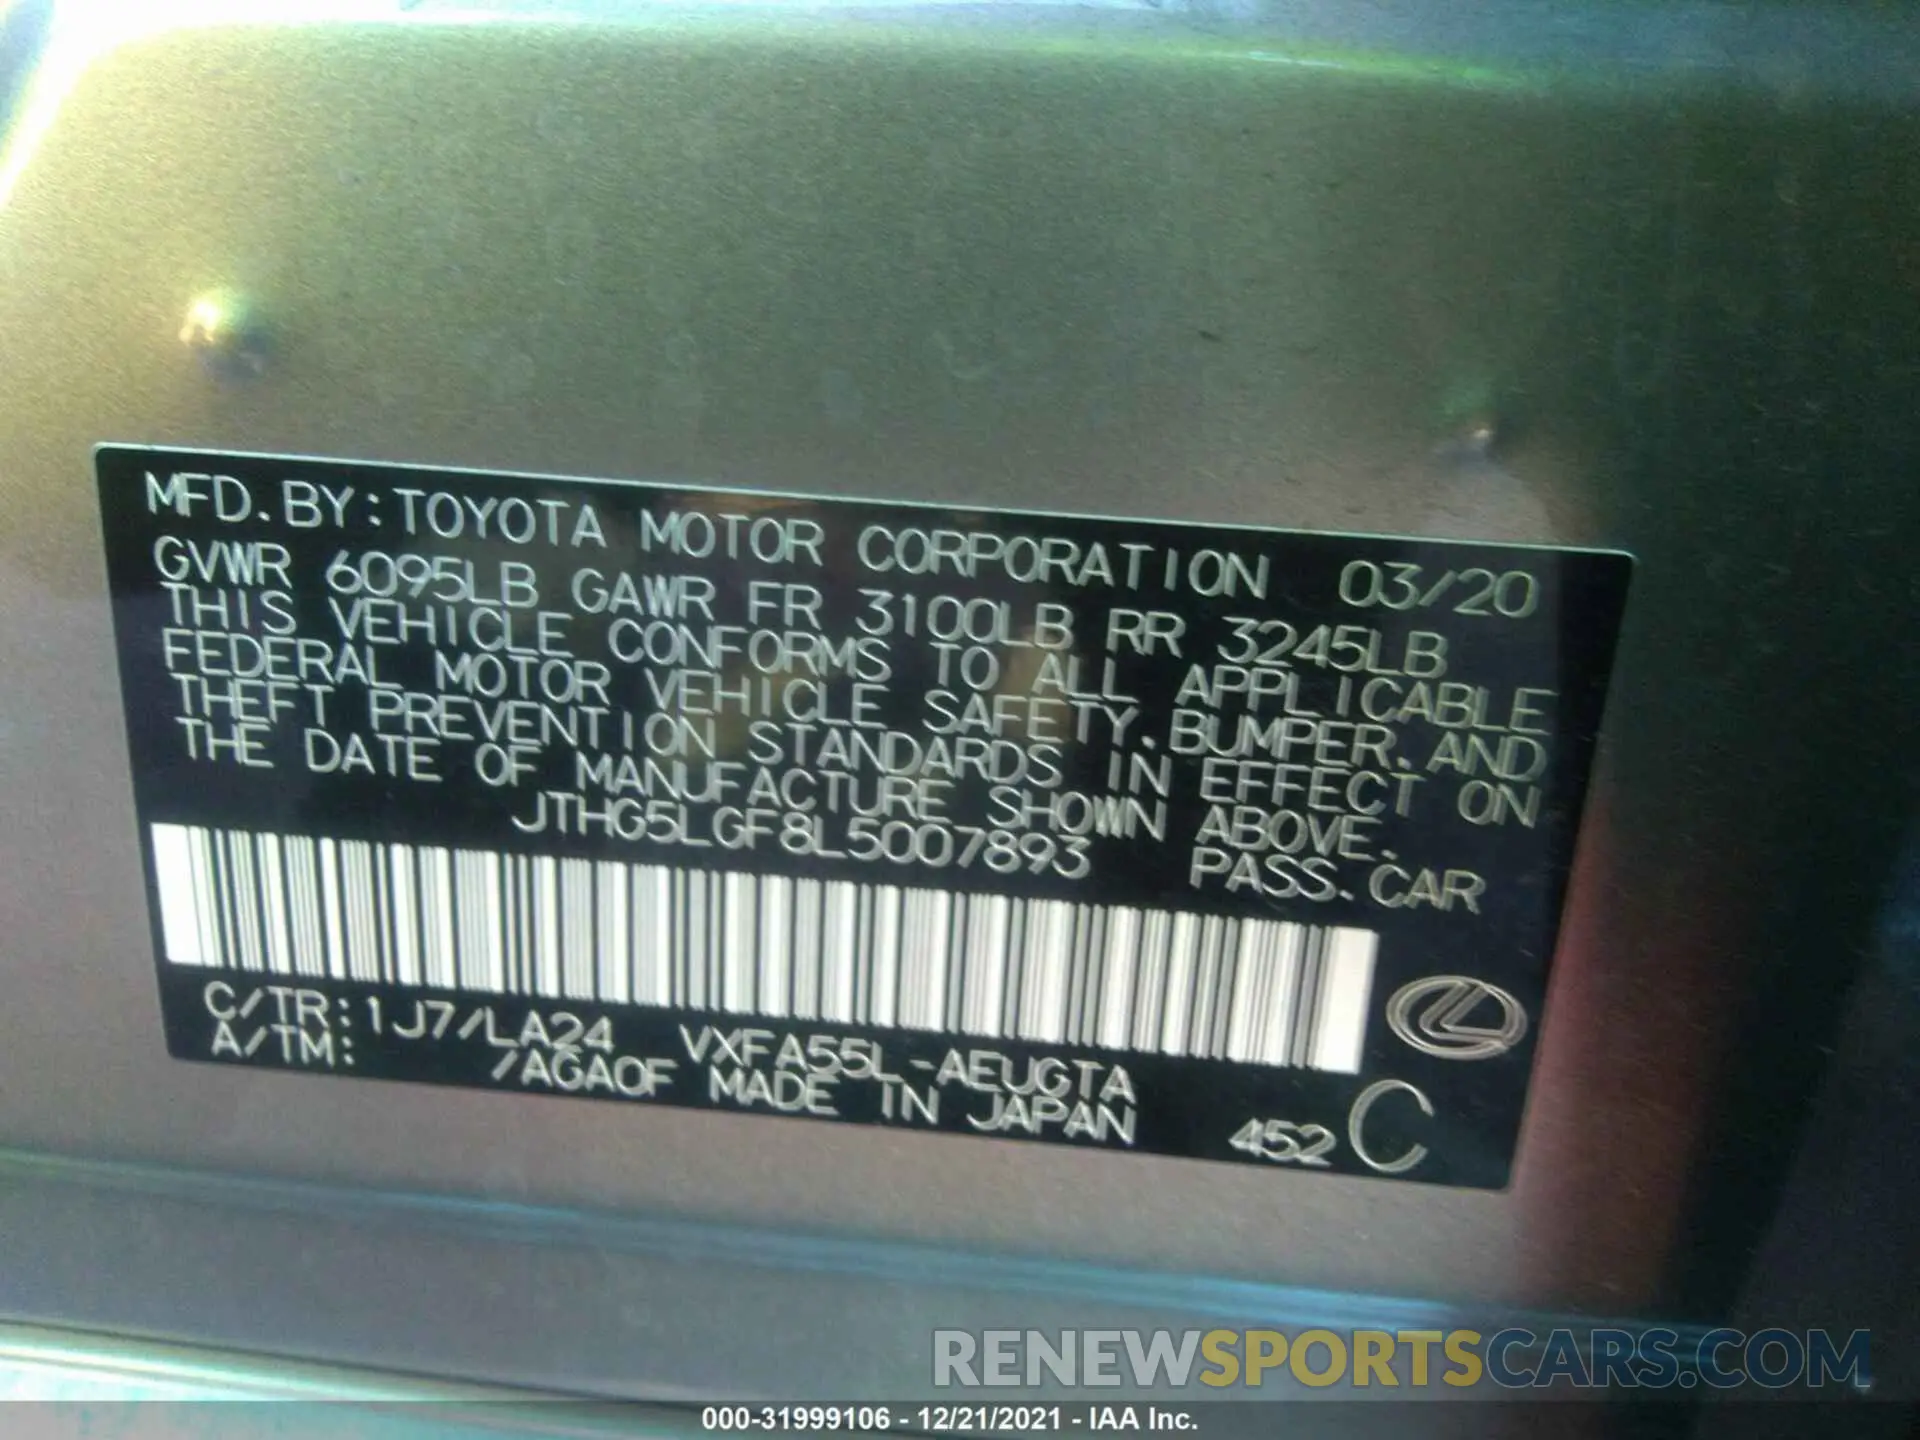 MFD. BY: TOYOTA MOTOR CORPORATION 03/20
GVWR 6095LB GAWR FR 3100LB RR 3245LB
THIS VEHICLE CONFORMS TO ALL APPLICABLE
FEDERAL MOTOR VEHICLE SAFETY. BUMPER. AND
THEFT PREVENTION STANDARDS IN EFFECT ON
THE DATE OF MANUFACTURE SHOWN ABOVE.
JTHG5LGF8L5007893 PASS. CAR
C/TR: 1J7/LA24 VXFA55L-AEUGTA
A/TM: /AGA0F MADE IN JAPAN
452 C
RENEWSPORTSCARS.COM
000-31999106 - 12/21/2021 - IAA Inc.